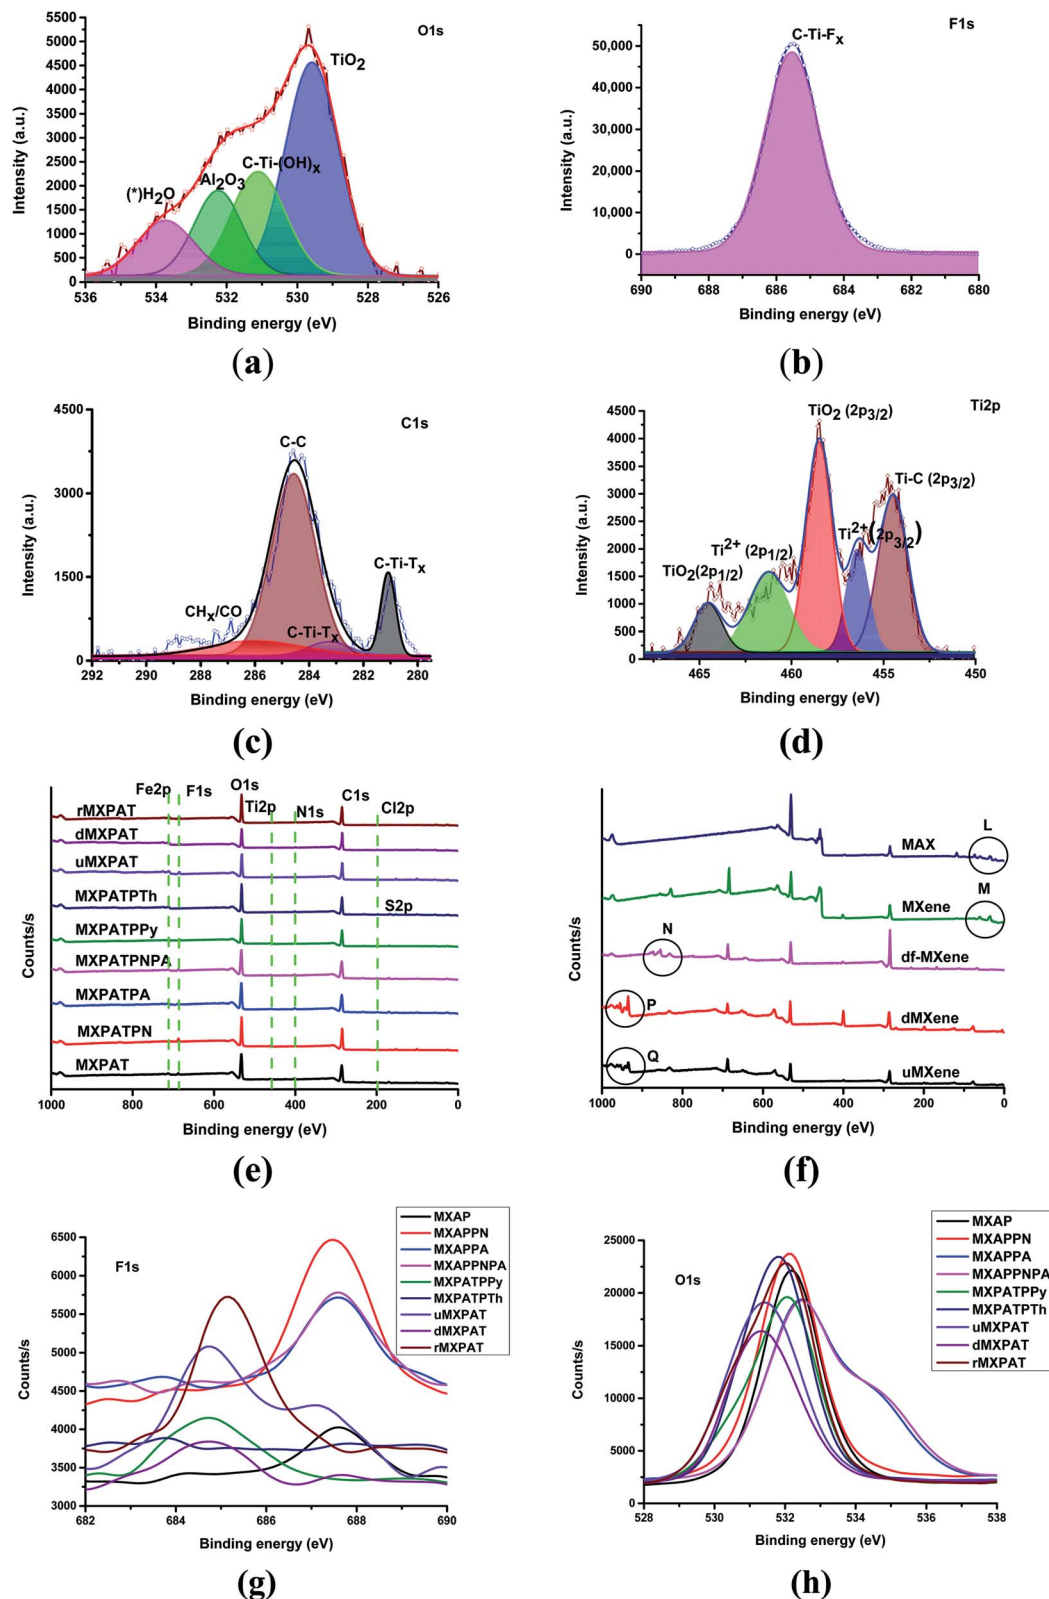 O1s
Intensity (a.u.)
5500
5000
4500
4000
3500
3000
2500
2000
1500
1000
500
0
TiO2
C-Ti-(OH)x
Al2O3
(*)H2O
536 534 532 530 528 526
Binding energy (eV)
(a)
F1s
C-Ti-Fx
Intensity (a.u.)
50,000
40,000
30,000
20,000
10,000
0
690 688 686 684 682 680
Binding energy (eV)
(b)
C1s
Intensity (a.u.)
4500
3000
1500
0
C-C
C-Ti-Tx
CHx/CO
C-Ti-Tx
292 290 288 286 284 282 280
Binding energy (eV)
(c)
Ti2p
Intensity (a.u.)
4500
4000
3500
3000
2500
2000
1500
1000
500
0
TiO2 (2p3/2)
Ti-C (2p3/2)
Ti2+(2p3/2)
Ti2+ (2p1/2)
TiO2(2p1/2)
465 460 455 450
Binding energy (eV)
(d)
Counts/s
Fe2p F1s O1s Ti2p N1s C1s Cl2p
rMXPAT
dMXPAT
uMXPAT
MXPATPTh
S2p
MXPATPPy
MXPATPNPA
MXPATPA
MXPATPN
MXPAT
1000 800 600 400 200 0
Binding energy (eV)
(e)
Counts/s
L
MAX
M
MXene
N
df-MXene
P
dMXene
Q
uMXene
1000 800 600 400 200 0
Binding energy (eV)
(f)
F1s
Counts/s
6500
6000
5500
5000
4500
4000
3500
3000
MXAP
MXAPPN
MXAPPA
MXAPPNPA
MXPATPPy
MXPATPTh
uMXPAT
dMXPAT
rMXPAT
682 684 686 688 690
Binding energy (eV)
(g)
O1s
Counts/s
25000
20000
15000
10000
5000
0
MXAP
MXAPPN
MXAPPA
MXAPPNPA
MXPATPPy
MXPATPTh
uMXPAT
dMXPAT
rMXPAT
528 530 532 534 536 538
Binding energy (eV)
(h)